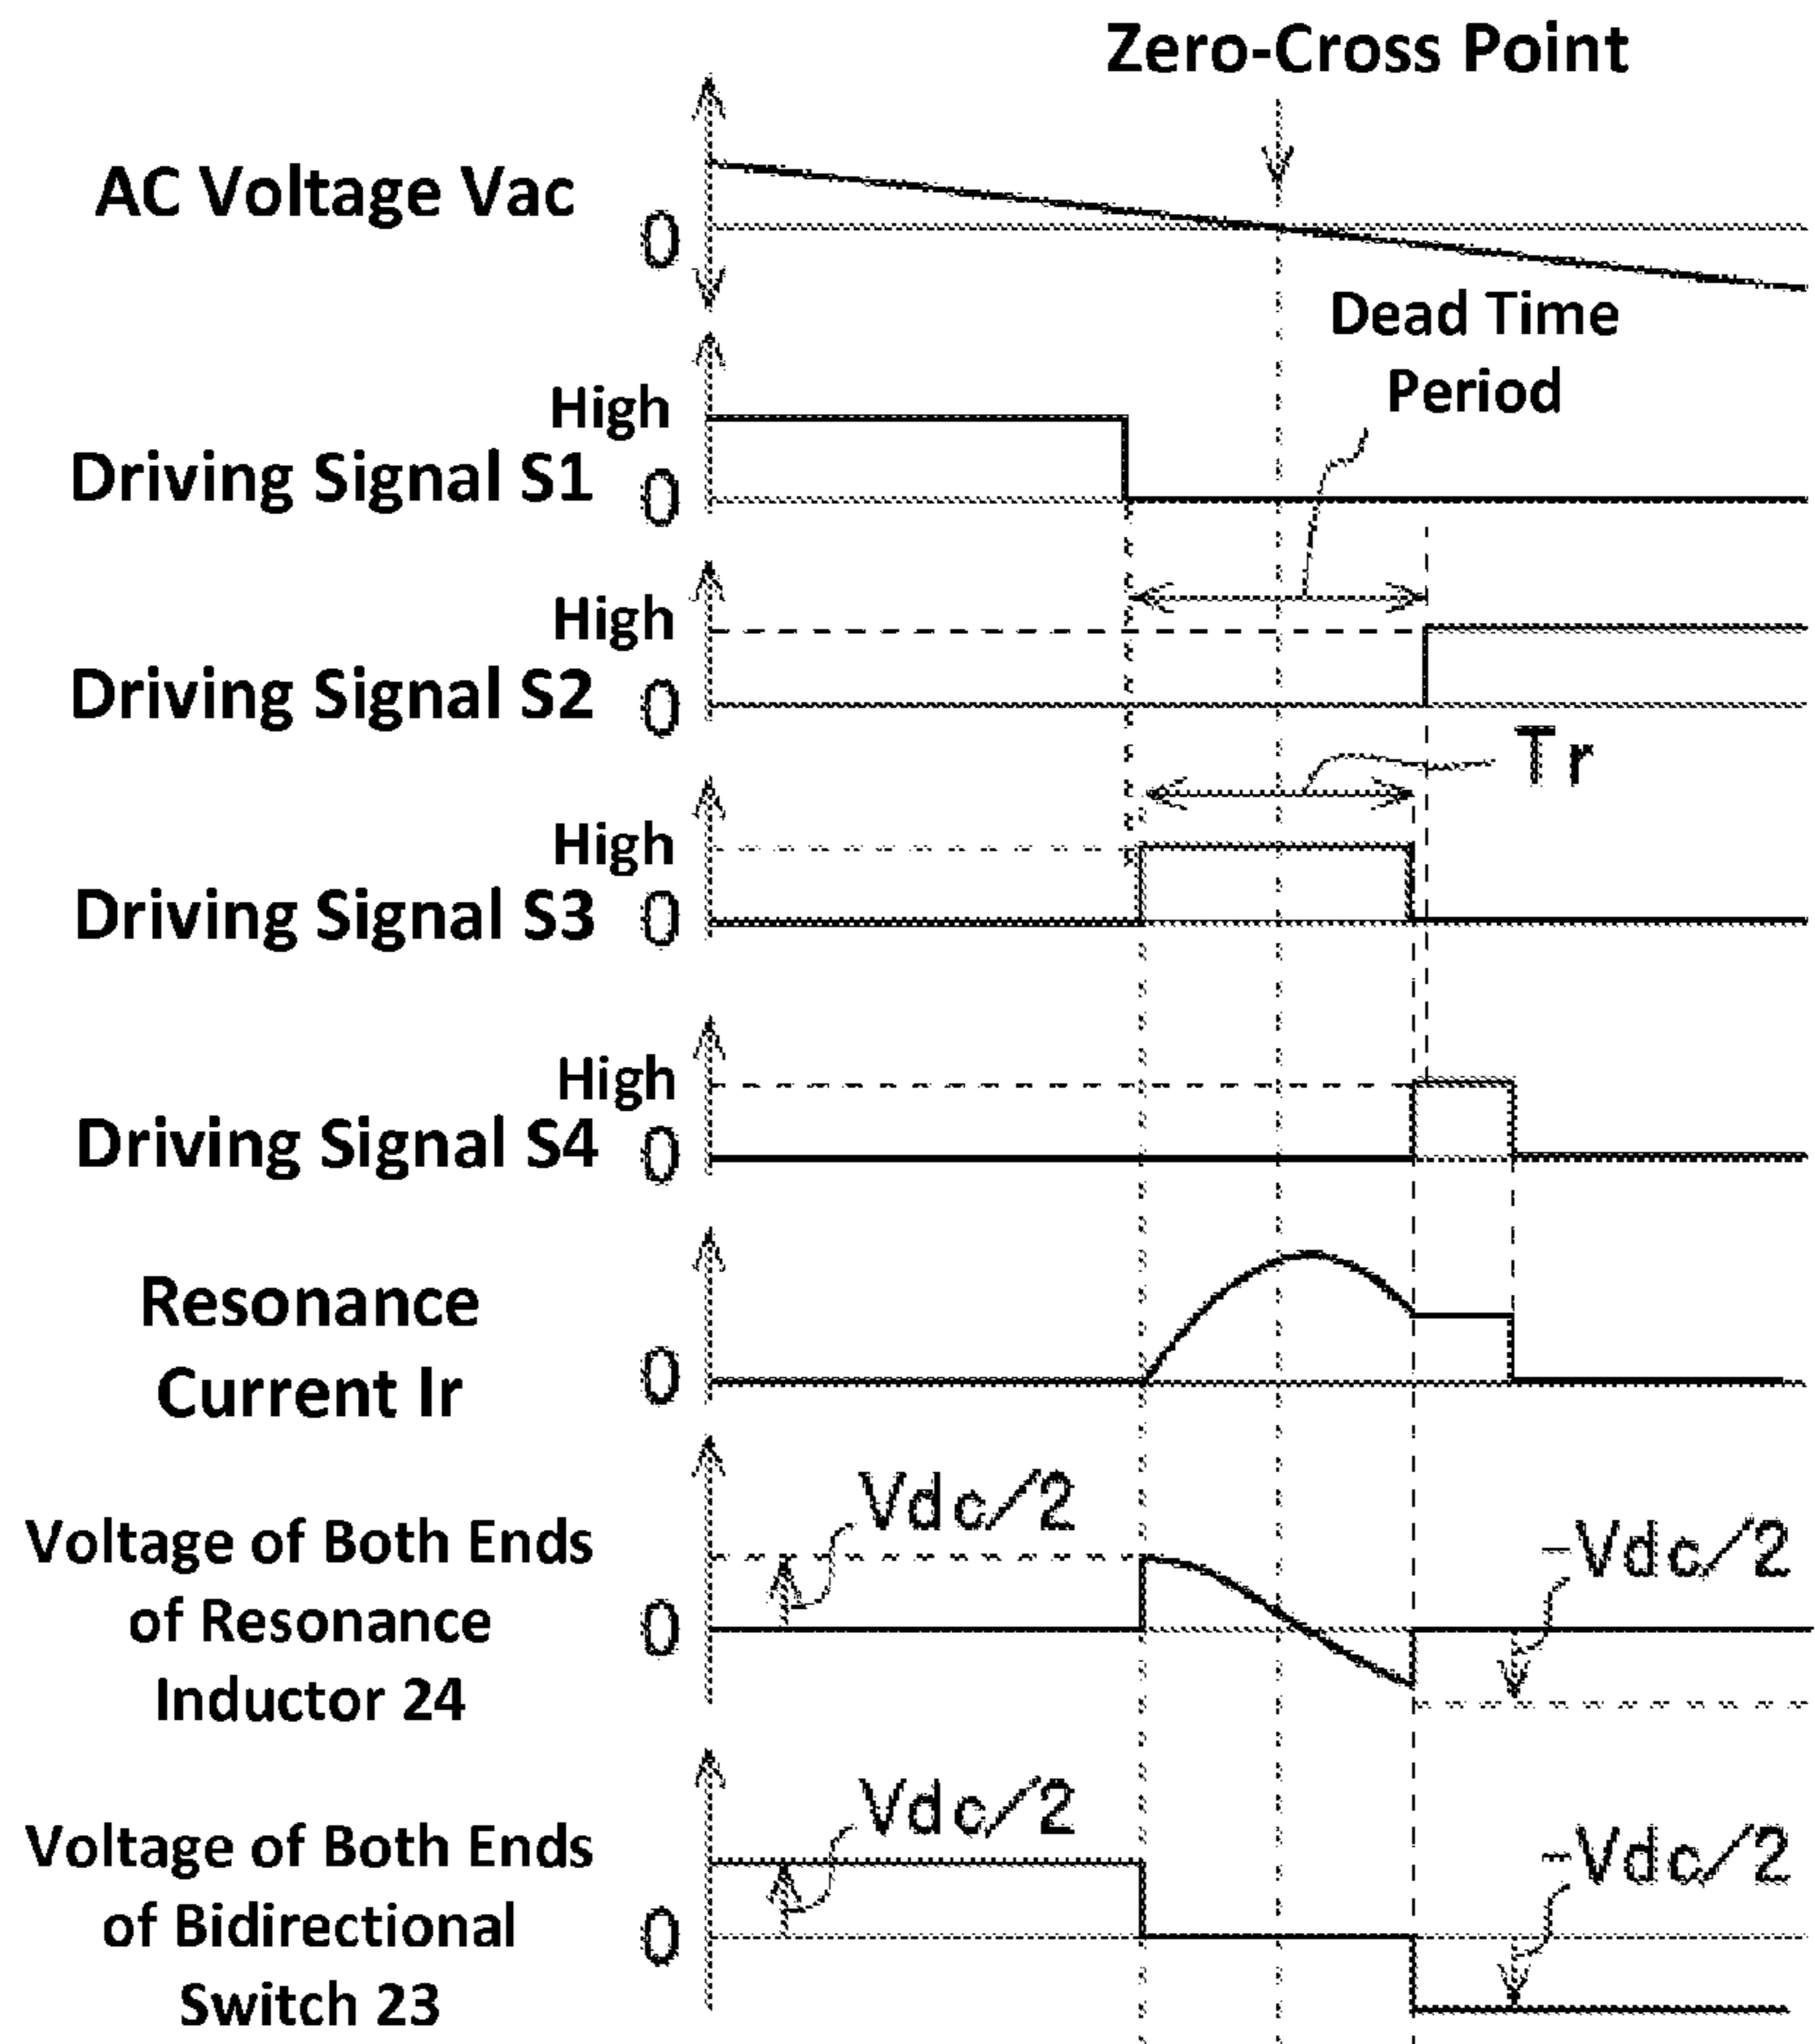 Zero-Cross Point
AC Voltage Vac
0
Dead Time
Period
High
Driving Signal S1
0
High
Driving Signal S2
0
Tr
High
Driving Signal S3
0
High
Driving Signal S4
0
Resonance
Current Ir
0
Vdc/2
-Vdc/2
Voltage of Both Ends
of Resonance
Inductor 24
0
Vdc/2
-Vdc/2
Voltage of Both Ends
of Bidirectional
Switch 23
0